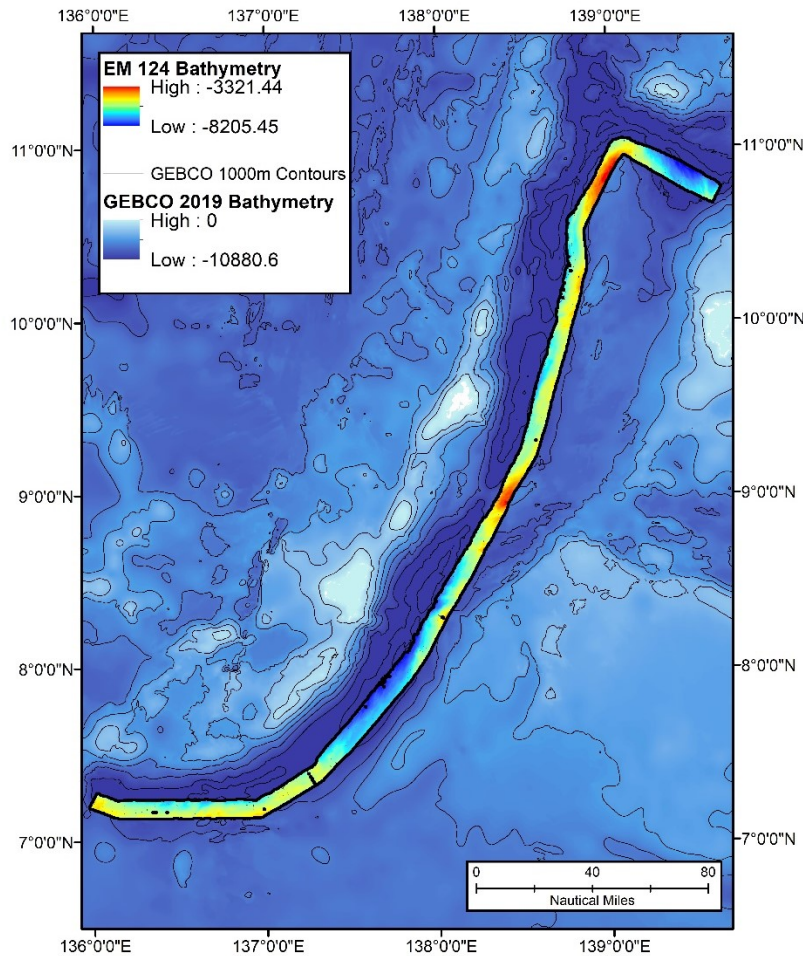 136°0'0"E 137°0'0"E 138°0'0"E 139°0'0"E
EM 124 Bathymetry
High : -3321.44
Low : -8205.45
GEBCO 1000m Contours
GEBCO 2019 Bathymetry
High : 0
Low : -10880.6
11°0'0"N 11°0'0"N
10°0'0"N 10°0'0"N
9°0'0"N 9°0'0"N
8°0'0"N 8°0'0"N
7°0'0"N 7°0'0"N
0 40 80
Nautical Miles
136°0'0"E 137°0'0"E 138°0'0"E 139°0'0"E